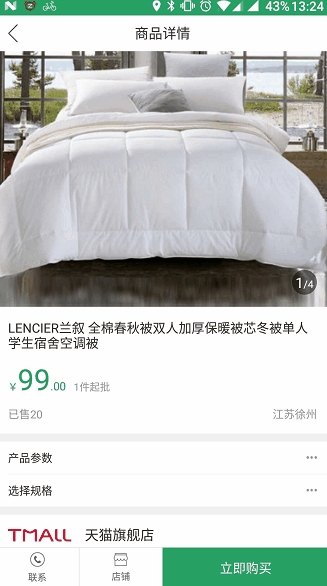 43% 13:24
商品详情
1/4
LENCIER兰叙 全棉春秋被双人加厚保暖被芯冬被单人
学生宿舍空调被
￥99.00 1件起批
已售20 江苏徐州
产品参数 •••
选择规格 •••
TMALL 天猫旗舰店
联系 店铺 立即购买